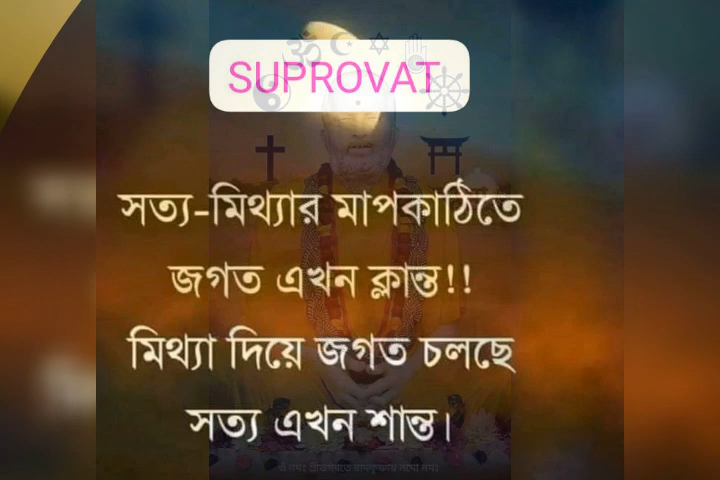 SUPROVAT
সত্য-মিথ্যার মাপকাঠিতে
জগত এখন ক্লান্ত!!
মিথ্যা দিয়ে জগত চলছে
সত্য এখন শান্ত।